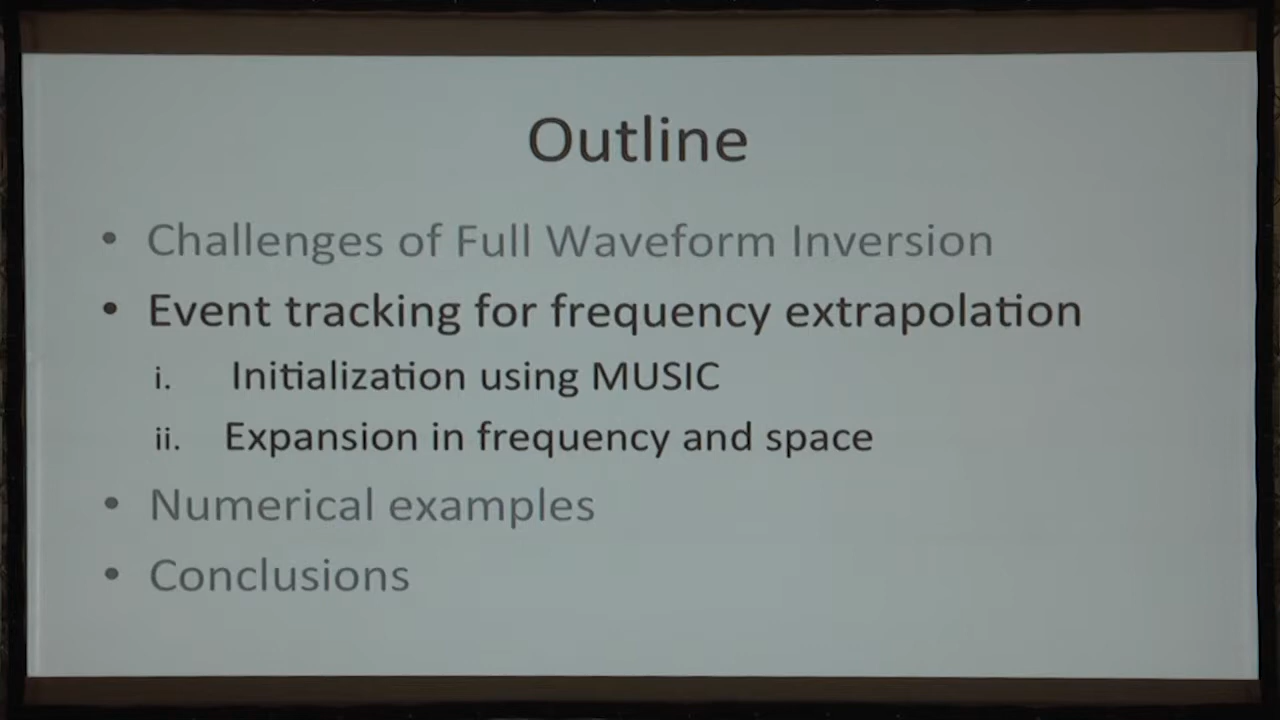 Outline
• Challenges of Full Waveform Inversion
• Event tracking for frequency extrapolation
i. Initialization using MUSIC
ii. Expansion in frequency and space
• Numerical examples
• Conclusions